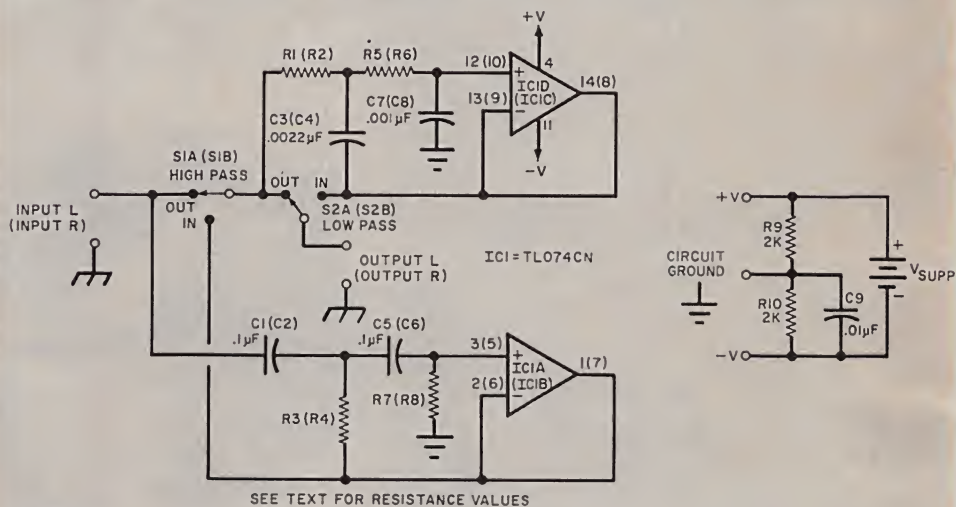 +V
R1 (R2)
R5 (R6)
12 (10)
+
4
IC1D
(IC1C)
14(8)
13(9)
−
11
−V
C3(C4)
.0022µF
C7(C8)
.001µF
S1A (S1B)
HIGH PASS
OUT
IN
OUT
IN
S2A (S2B)
LOW PASS
INPUT L
(INPUT R)
OUTPUT L
(OUTPUT R)
IC1 = TL074CN
C1(C2)
.1µF
C5 (C6)
.1µF
3(5)
+
IC1A
(IC1B)
1(7)
2(6)
−
R3 (R4)
R7(R8)
SEE TEXT FOR RESISTANCE VALUES
+V
R9
2K
CIRCUIT
GROUND
R10
2K
C9
.01µF
−V
+
VSUPP
−